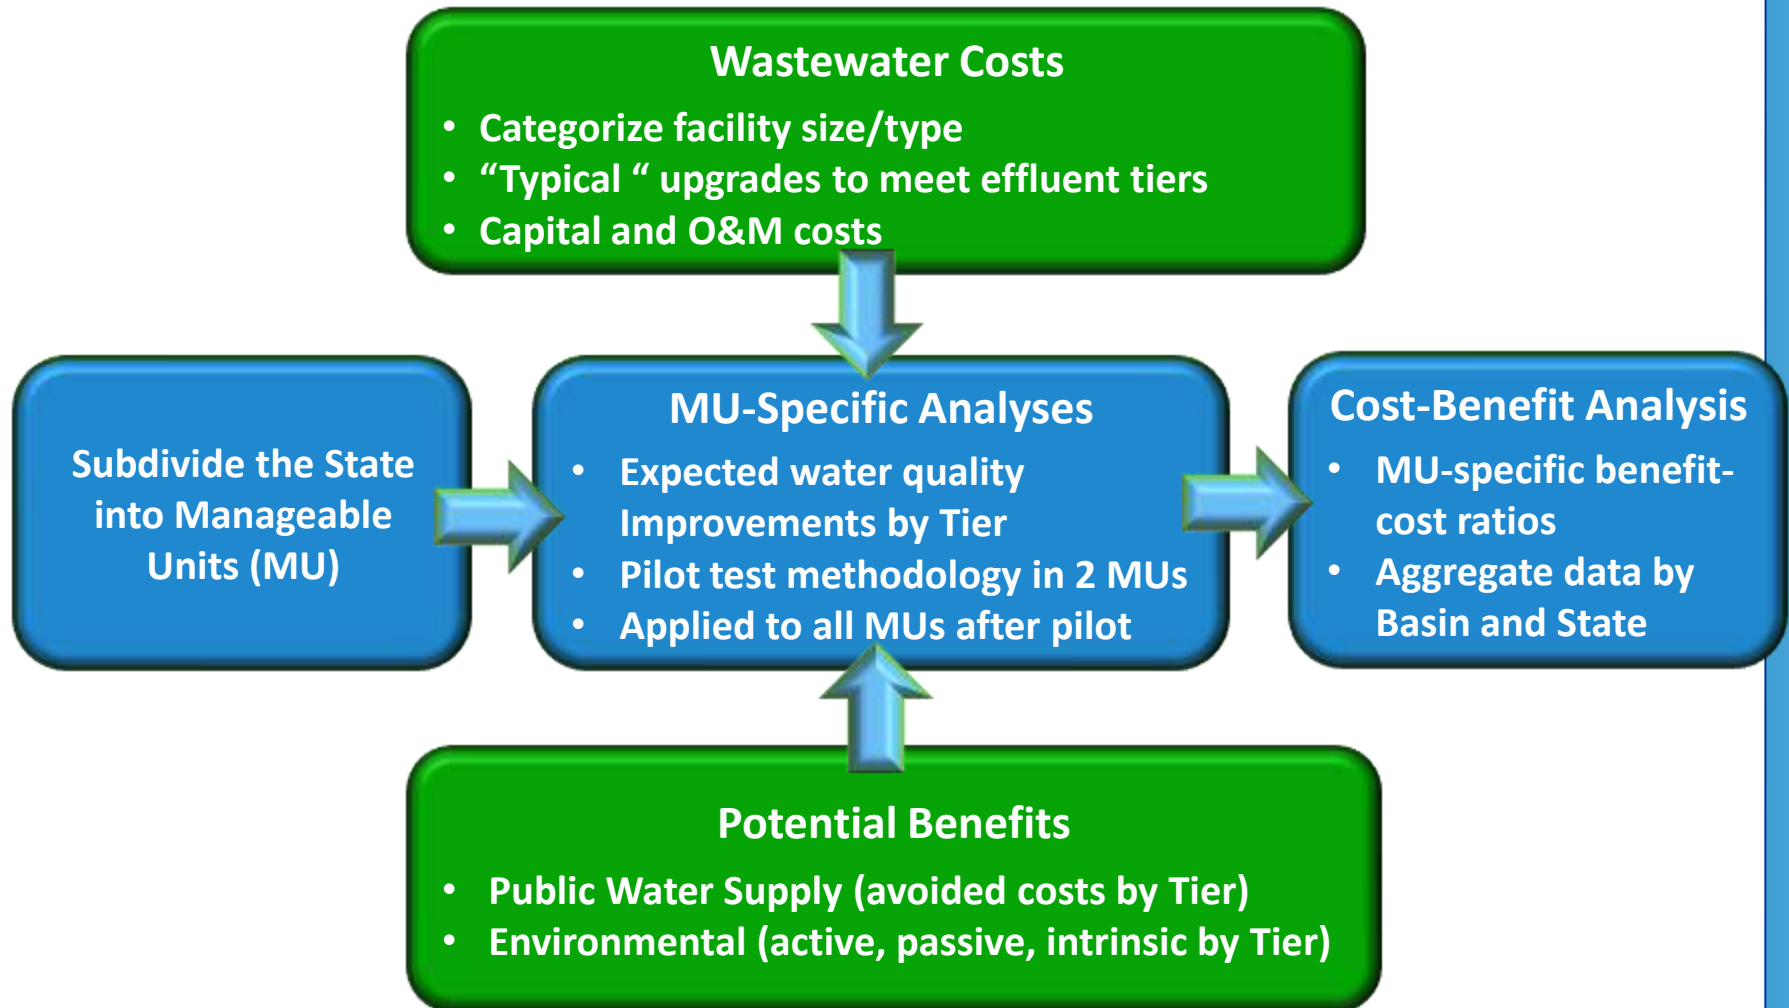 Wastewater Costs
• Categorize facility size/type
• “Typical “ upgrades to meet effluent tiers
• Capital and O&M costs
Subdivide the State
into Manageable
Units (MU)
MU-Specific Analyses
• Expected water quality
Improvements by Tier
• Pilot test methodology in 2 MUs
• Applied to all MUs after pilot
Cost-Benefit Analysis
• MU-specific benefit-
cost ratios
• Aggregate data by
Basin and State
Potential Benefits
• Public Water Supply (avoided costs by Tier)
• Environmental (active, passive, intrinsic by Tier)